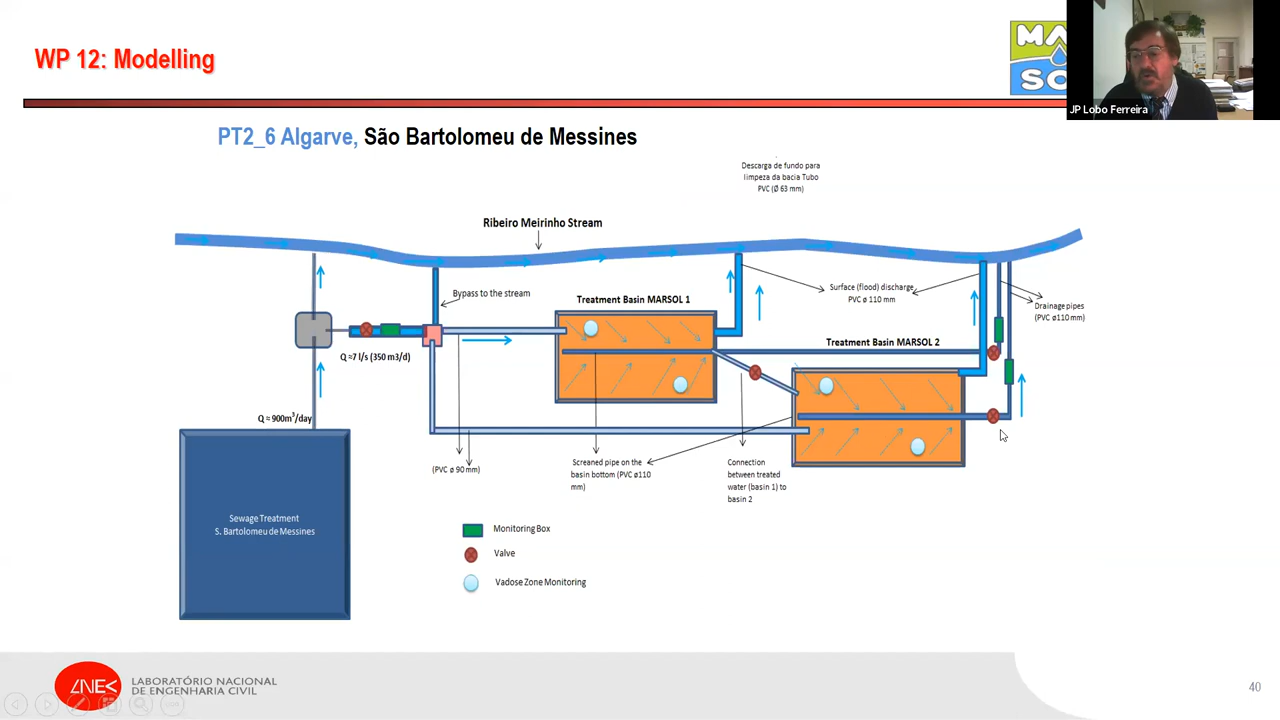 WP 12: Modelling
MA
SO
JP Lobo Ferreira
PT2_6 Algarve, São Bartolomeu de Messines
Descarga de fundo para
limpeza da bacia Tubo
PVC (Ø 63 mm)
Ribeiro Meirinho Stream
Bypass to the stream
Treatment Basin MARSOL 1
Surface (flood) discharge
PVC ø 110 mm
Drainage pipes
(PVC ø110 mm)
Q ≈7 l/s (350 m3/d)
Treatment Basin MARSOL 2
Q ≈ 900m³/day
(PVC ø 90 mm)
Screaned pipe on the
basin bottom (PVC ø110
mm)
Connection
between treated
water (basin 1) to
basin 2
Sewage Treatment
S. Bartolomeu de Messines
Monitoring Box
Valve
Vadose Zone Monitoring
LNEC
LABORATÓRIO NACIONAL
DE ENGENHARIA CIVIL
40